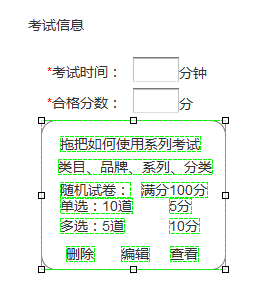 考试信息
*考试时间： 分钟
*合格分数： 分
拖把如何使用系列考试
类目、品牌、系列、分类
随机试卷： 满分100分
单选：10道 5分
多选：5道 10分
删除 编辑 查看